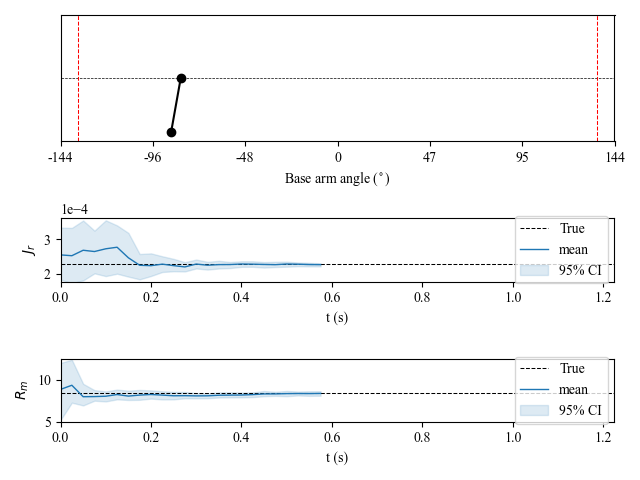 -144 -96 -48 0 47 95 144
Base arm angle (°)
1e−4
3
2
J_r
True
mean
95% CI
0.0 0.2 0.4 0.6 0.8 1.0 1.2
t (s)
10
5
R_m
True
mean
95% CI
0.0 0.2 0.4 0.6 0.8 1.0 1.2
t (s)